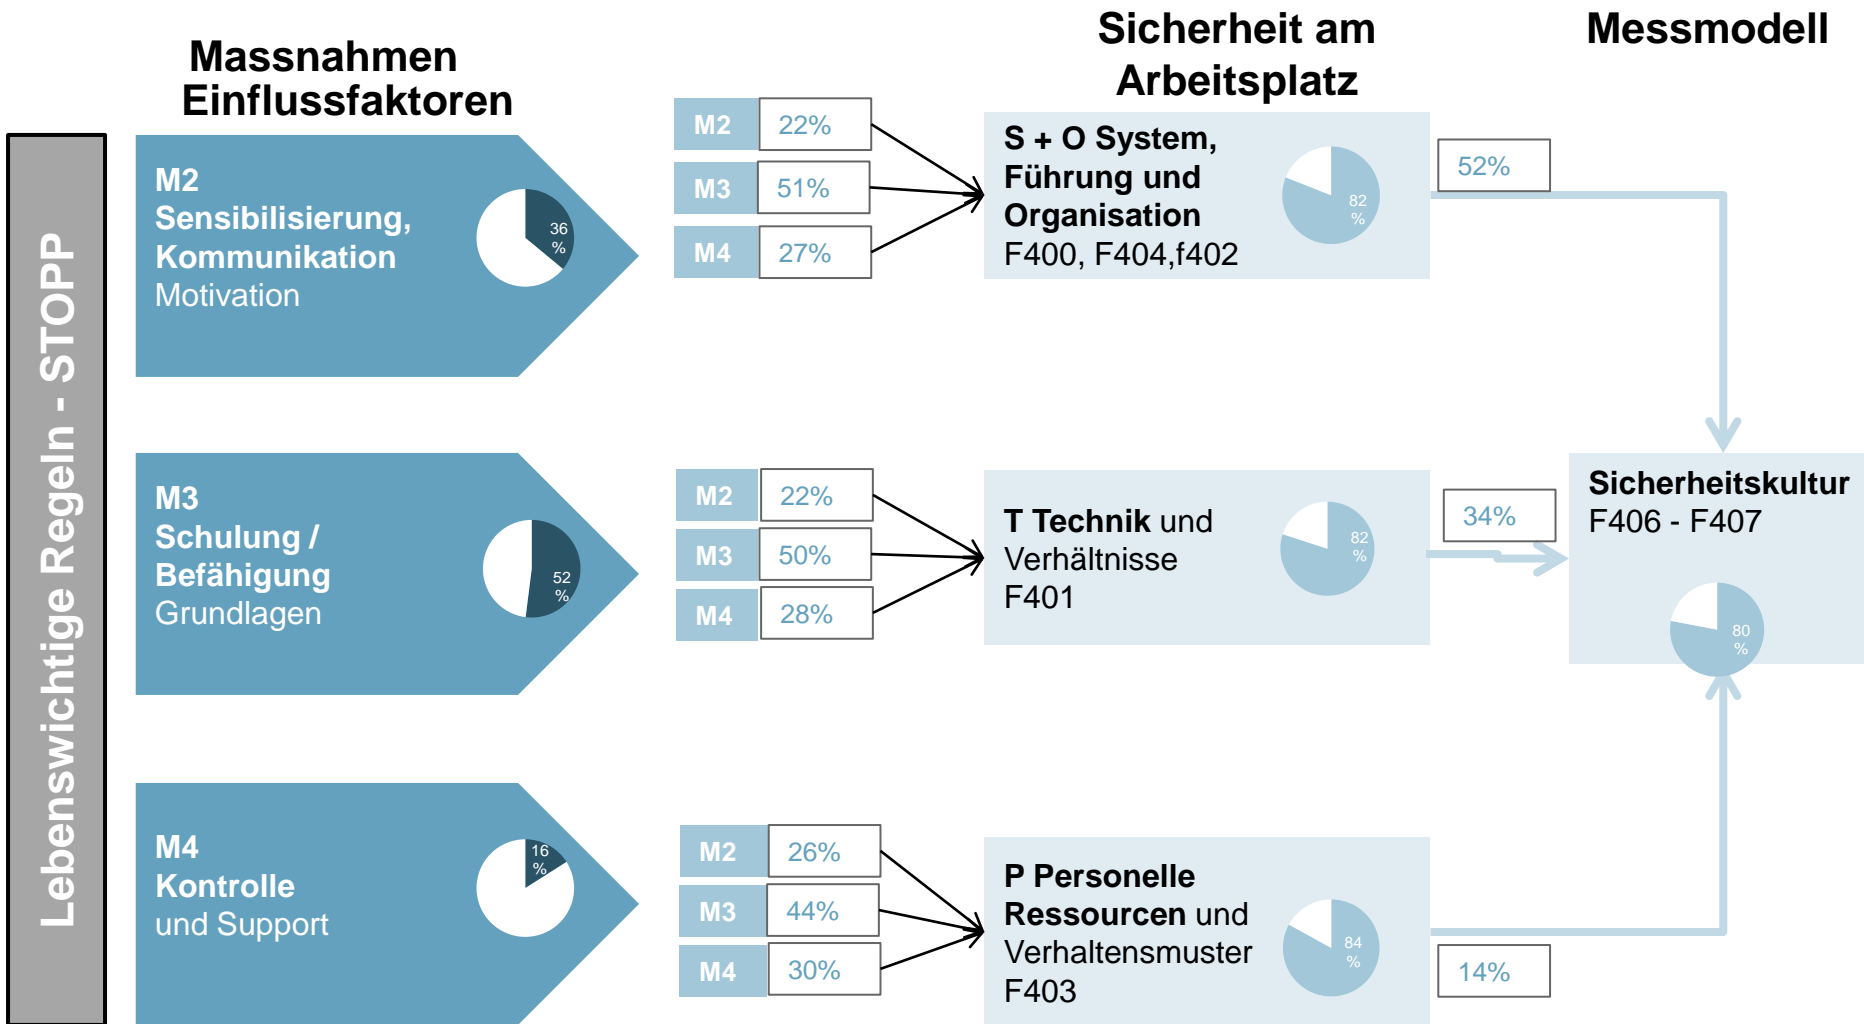 Massnahmen
Einflussfaktoren
Sicherheit am
Arbeitsplatz
Messmodell
Lebenswichtige Regeln - STOPP
M2
Sensibilisierung,
Kommunikation
Motivation
36
%
M2 22%
M3 51%
M4 27%
S + O System,
Führung und
Organisation
F400, F404,f402
82
%
52%
M3
Schulung /
Befähigung
Grundlagen
52
%
M2 22%
M3 50%
M4 28%
T Technik und
Verhältnisse
F401
82
%
34%
Sicherheitskultur
F406 - F407
80
%
M4
Kontrolle
und Support
16
%
M2 26%
M3 44%
M4 30%
P Personelle
Ressourcen und
Verhaltensmuster
F403
84
%
14%